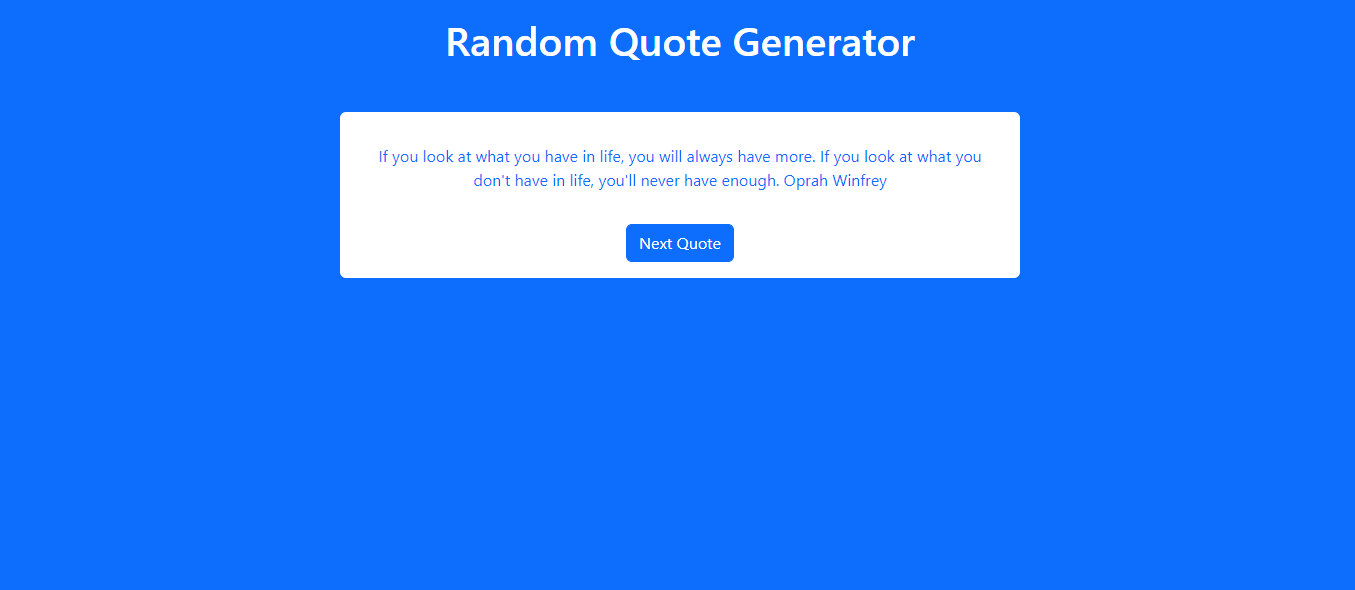 Random Quote Generator
If you look at what you have in life, you will always have more. If you look at what you
don't have in life, you'll never have enough. Oprah Winfrey
Next Quote